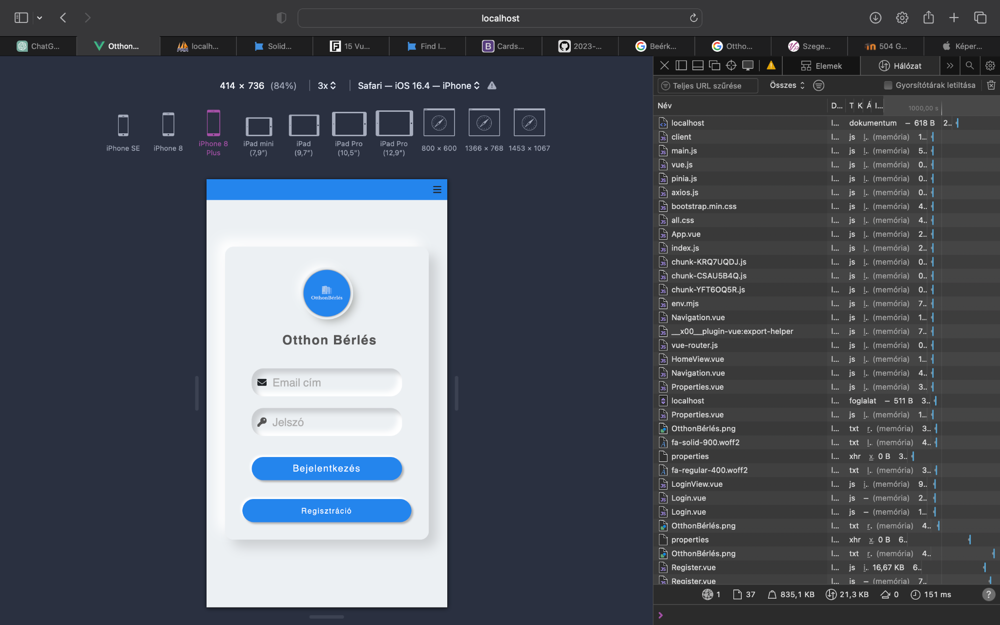 localhost
ChatG... Otthon... localh... Solid... 15 Vu... Find I... Cards... 2023-... Beérk... Ottho... Szege... 504 G... Képer...
Elemek Hálózat
414 × 736 (84%) 3x Safari — iOS 16.4 — iPhone
Teljes URL szűrése Összes Gyorsítótárak letiltása
Név D... T K Á I... 1000,00 s
iPhone SE
iPhone 8
iPhone 8 Plus
iPad mini (7,9”)
iPad (9,7”)
iPad Pro (10,5”)
iPad Pro (12,9”)
800 × 600
1366 × 768
1453 × 1067
OtthonBérlés
Otthon Bérlés
Email cím
Jelszó
Bejelentkezés
Regisztráció
localhost l... dokumentum — 618 B 2..
client l... js l.. (memória) 1...
main.js l... js l.. (memória) 5..
vue.js l... js l.. (memória) 0..
pinia.js l... js l.. (memória) 0..
axios.js l... js l.. (memória) 0..
bootstrap.min.css l... js l.. (memória) 4..
all.css l... js l.. (memória) 4..
App.vue l... js l.. (memória) 2..
index.js l... js l.. (memória) 2..
chunk-KRQ7UQDJ.js l... js l.. (memória) 0..
chunk-CSAU5B4Q.js l... js l.. (memória) 0..
chunk-YFT6OQ5R.js l... js l.. (memória) 0..
env.mjs l... js l.. (memória) 7..
Navigation.vue l... js l.. (memória) 1...
__x00__plugin-vue:export-helper l... js l.. (memória) 7..
vue-router.js l... js l.. (memória) 0..
HomeView.vue l... js l.. (memória) 1...
Navigation.vue l... js l.. (memória) 4..
Properties.vue l... js l.. (memória) 3..
localhost l... foglalat — 511 B 3..
Properties.vue l... js l.. (memória) 1...
OtthonBérlés.png l... txt r. (memória) 3..
fa-solid-900.woff2 l... txt l.. (memória) 4..
properties l... xhr x. 0 B 3..
fa-regular-400.woff2 l... txt l.. (memória) 3..
LoginView.vue l... js i.. (memória) 9..
Login.vue l... js — (memória) 2..
Login.vue l... js — (memória) 1...
OtthonBérlés.png l... txt r. (memória) 4..
properties l... xhr x. 0 B 6..
OtthonBérlés.png l... txt r. (memória) 4..
Register.vue l... js i.. 16,67 KB 6..
Register.vue l... js — (memória) 7..
1 37 835,1 KB 21,3 KB 0 151 ms ?